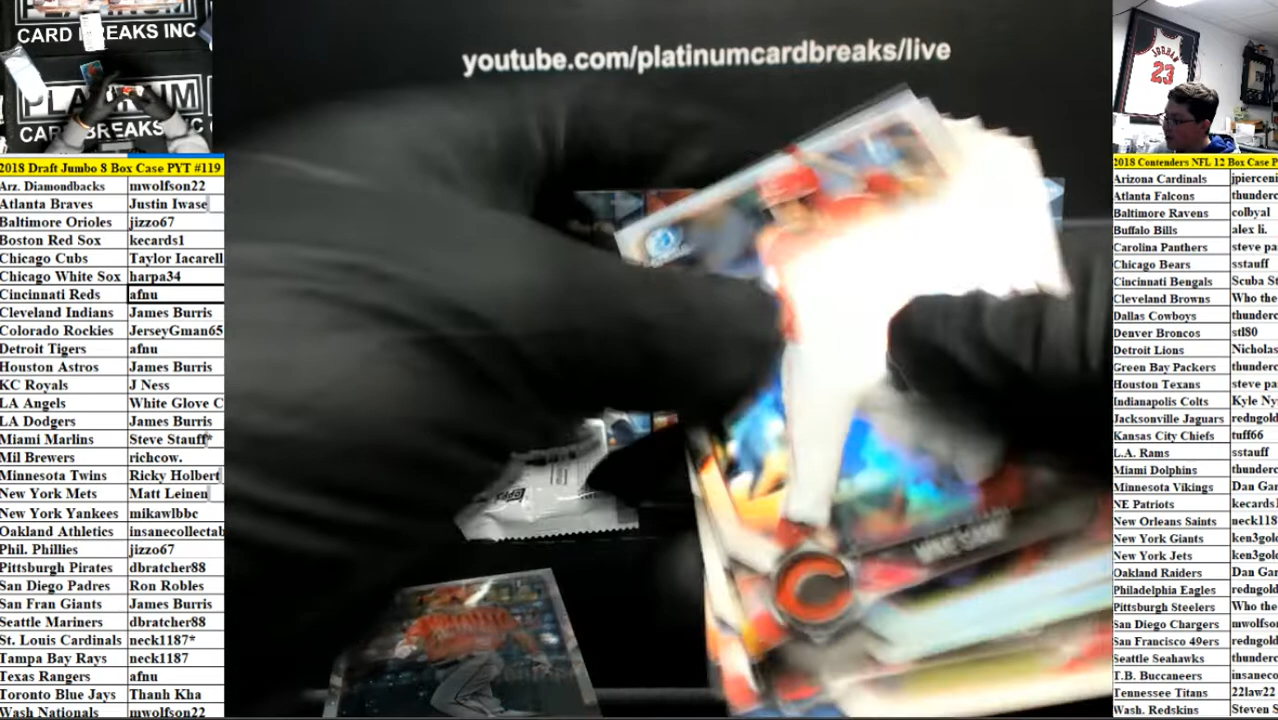 CARD BREAKS INC
PLATINUM
CARD BREAKS INC
youtube.com/platinumcardbreaks/live
JORDAN
23
2018 Draft Jumbo 8 Box Case PYT #119
Arz. Diamondbacks mwolfson22
Atlanta Braves Justin Iwase
Baltimore Orioles jizzo67
Boston Red Sox kecards1
Chicago Cubs Taylor Iacarell
Chicago White Sox harpa34
Cincinnati Reds afnu
Cleveland Indians James Burris
Colorado Rockies JerseyGman65
Detroit Tigers afnu
Houston Astros James Burris
KC Royals J Ness
LA Angels White Glove C
LA Dodgers James Burris
Miami Marlins Steve Stauff*
Mil Brewers richcow.
Minnesota Twins Ricky Holbert
New York Mets Matt Leinen
New York Yankees mikawlbbc
Oakland Athletics insanecollectab
Phil. Phillies jizzo67
Pittsburgh Pirates dbratcher88
San Diego Padres Ron Robles
San Fran Giants James Burris
Seattle Mariners dbratcher88
St. Louis Cardinals neck1187*
Tampa Bay Rays neck1187
Texas Rangers afnu
Toronto Blue Jays Thanh Kha
Wash Nationals mwolfson22
2018 Contenders NFL 12 Box Case P
Arizona Cardinals jpierceni
Atlanta Falcons thunderc
Baltimore Ravens colbyal
Buffalo Bills alex li.
Carolina Panthers steve pa
Chicago Bears sstauff
Cincinnati Bengals Scuba St
Cleveland Browns Who the
Dallas Cowboys thunderc
Denver Broncos stl80
Detroit Lions Nicholas
Green Bay Packers thunderc
Houston Texans steve pa
Indianapolis Colts Kyle Ny
Jacksonville Jaguars redngold
Kansas City Chiefs tuff66
L.A. Rams sstauff
Miami Dolphins thunderc
Minnesota Vikings Dan Gar
NE Patriots kecards1
New Orleans Saints neck118
New York Giants ken3gold
New York Jets ken3gold
Oakland Raiders Dan Gar
Philadelphia Eagles redngold
Pittsburgh Steelers Who the
San Diego Chargers mwolfso
San Francisco 49ers redngold
Seattle Seahawks thunderc
T.B. Buccaneers insaneco
Tennessee Titans 22law22
Wash. Redskins Steven S